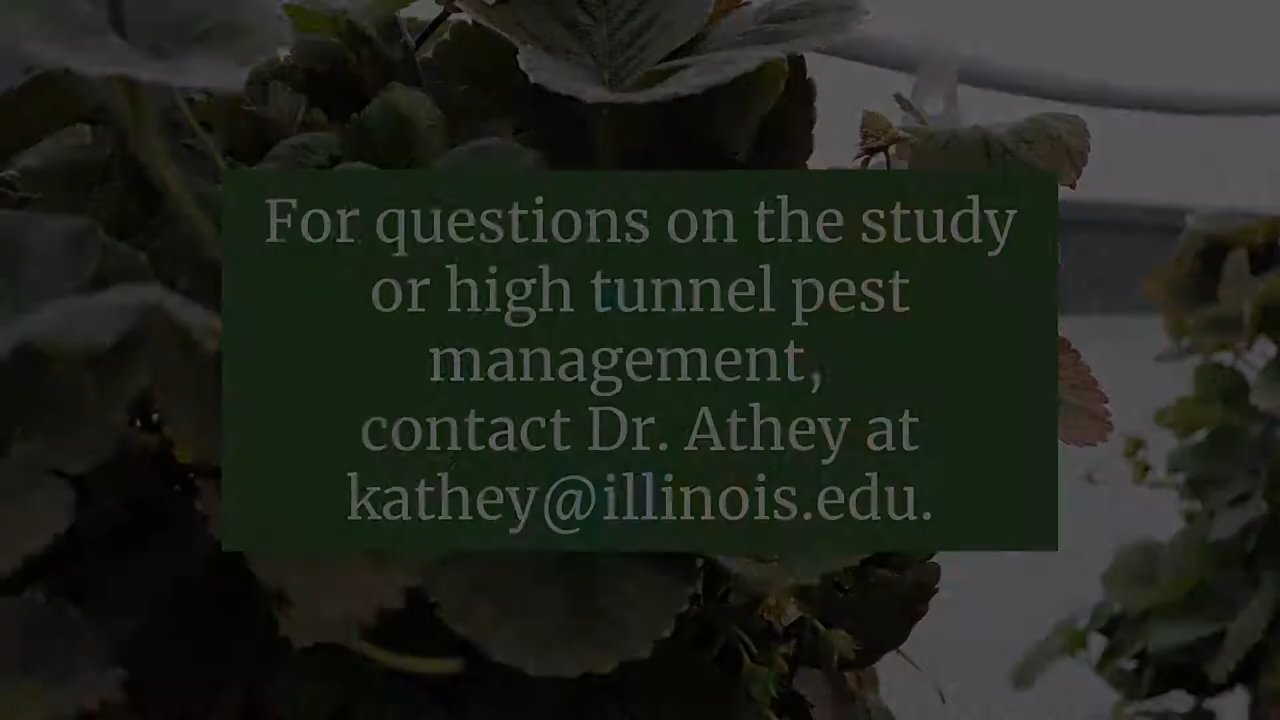 For questions on the study
or high tunnel pest
management,
contact Dr. Athey at
kathey@illinois.edu.